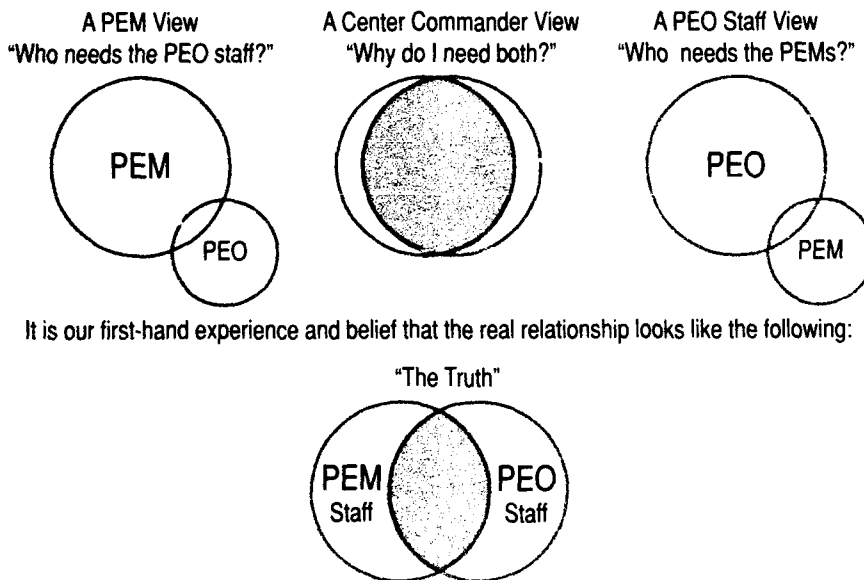 A PEM View
"Who needs the PEO staff?"
A Center Commander View
"Why do I need both?"
A PEO Staff View
"Who needs the PEMs?"
PEM
PEO
PEO
PEM
It is our first-hand experience and belief that the real relationship looks like the following:
"The Truth"
PEM
Staff
PEO
Staff